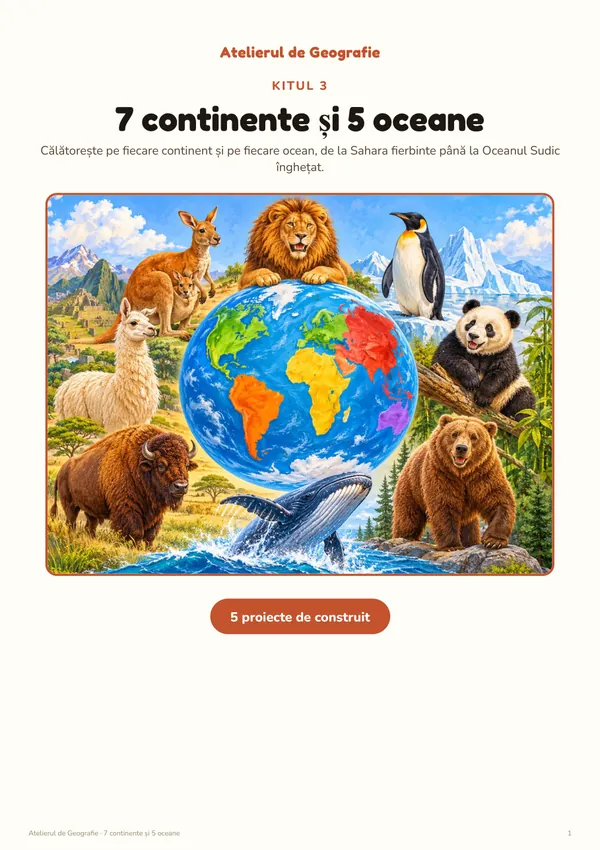 Atelierul de Geografie
KITUL 3
7 continente și 5 oceane
Călătorește pe fiecare continent și pe fiecare ocean, de la Sahara fierbinte până la Oceanul Sudic
înghețat.
5 proiecte de construit
Atelierul de Geografie · 7 continente și 5 oceane
1